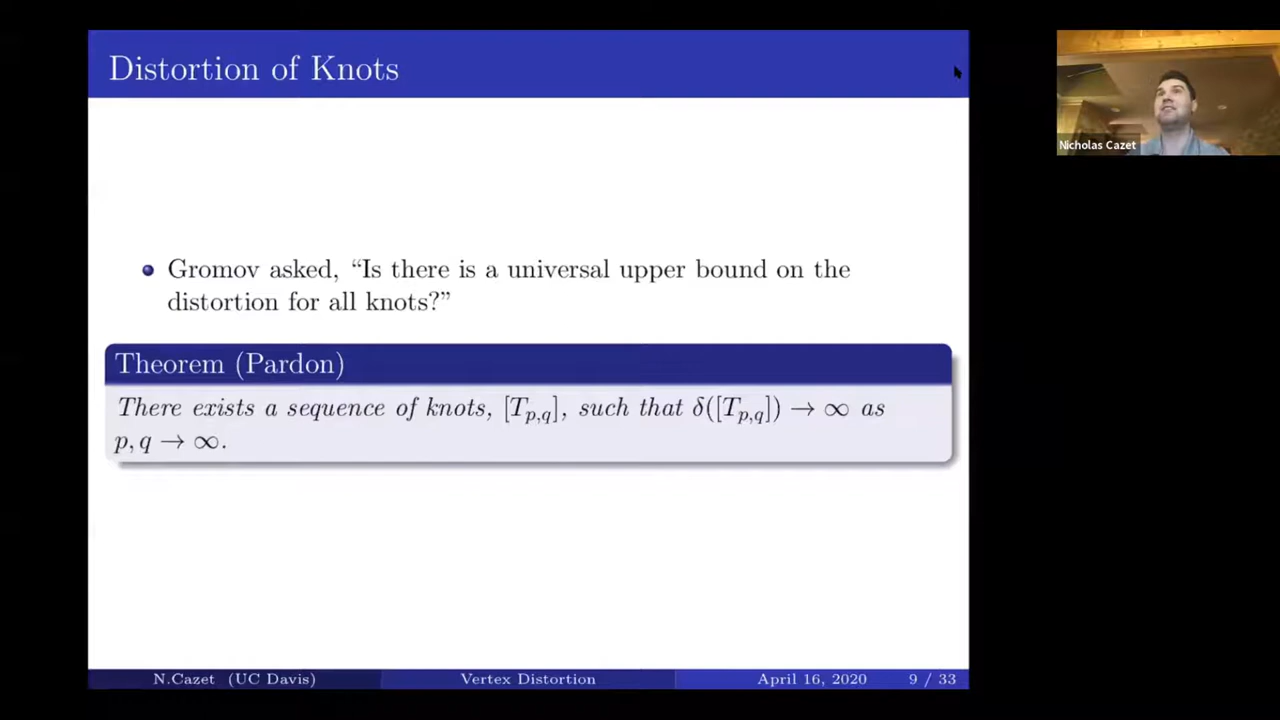 Distortion of Knots
Nicholas Cazet
Gromov asked, “Is there is a universal upper bound on the
distortion for all knots?”
Theorem (Pardon)
There exists a sequence of knots, [T_{p,q}], such that δ([T_{p,q}]) → ∞ as
p, q → ∞.
N.Cazet (UC Davis) Vertex Distortion April 16, 2020 9 / 33